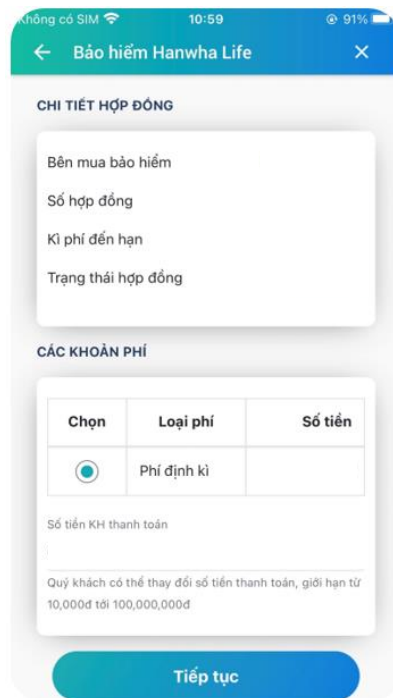 Không có SIM 10:59 91%
Bảo hiểm Hanwha Life
CHI TIẾT HỢP ĐỒNG
Bên mua bảo hiểm
Số hợp đồng
Kì phí đến hạn
Trạng thái hợp đồng
CÁC KHOẢN PHÍ
Chọn Loại phí Số tiền
Phí định kì
Số tiền KH thanh toán
Quý khách có thể thay đổi số tiền thanh toán, giới hạn từ
10,000đ tới 100,000,000đ
Tiếp tục